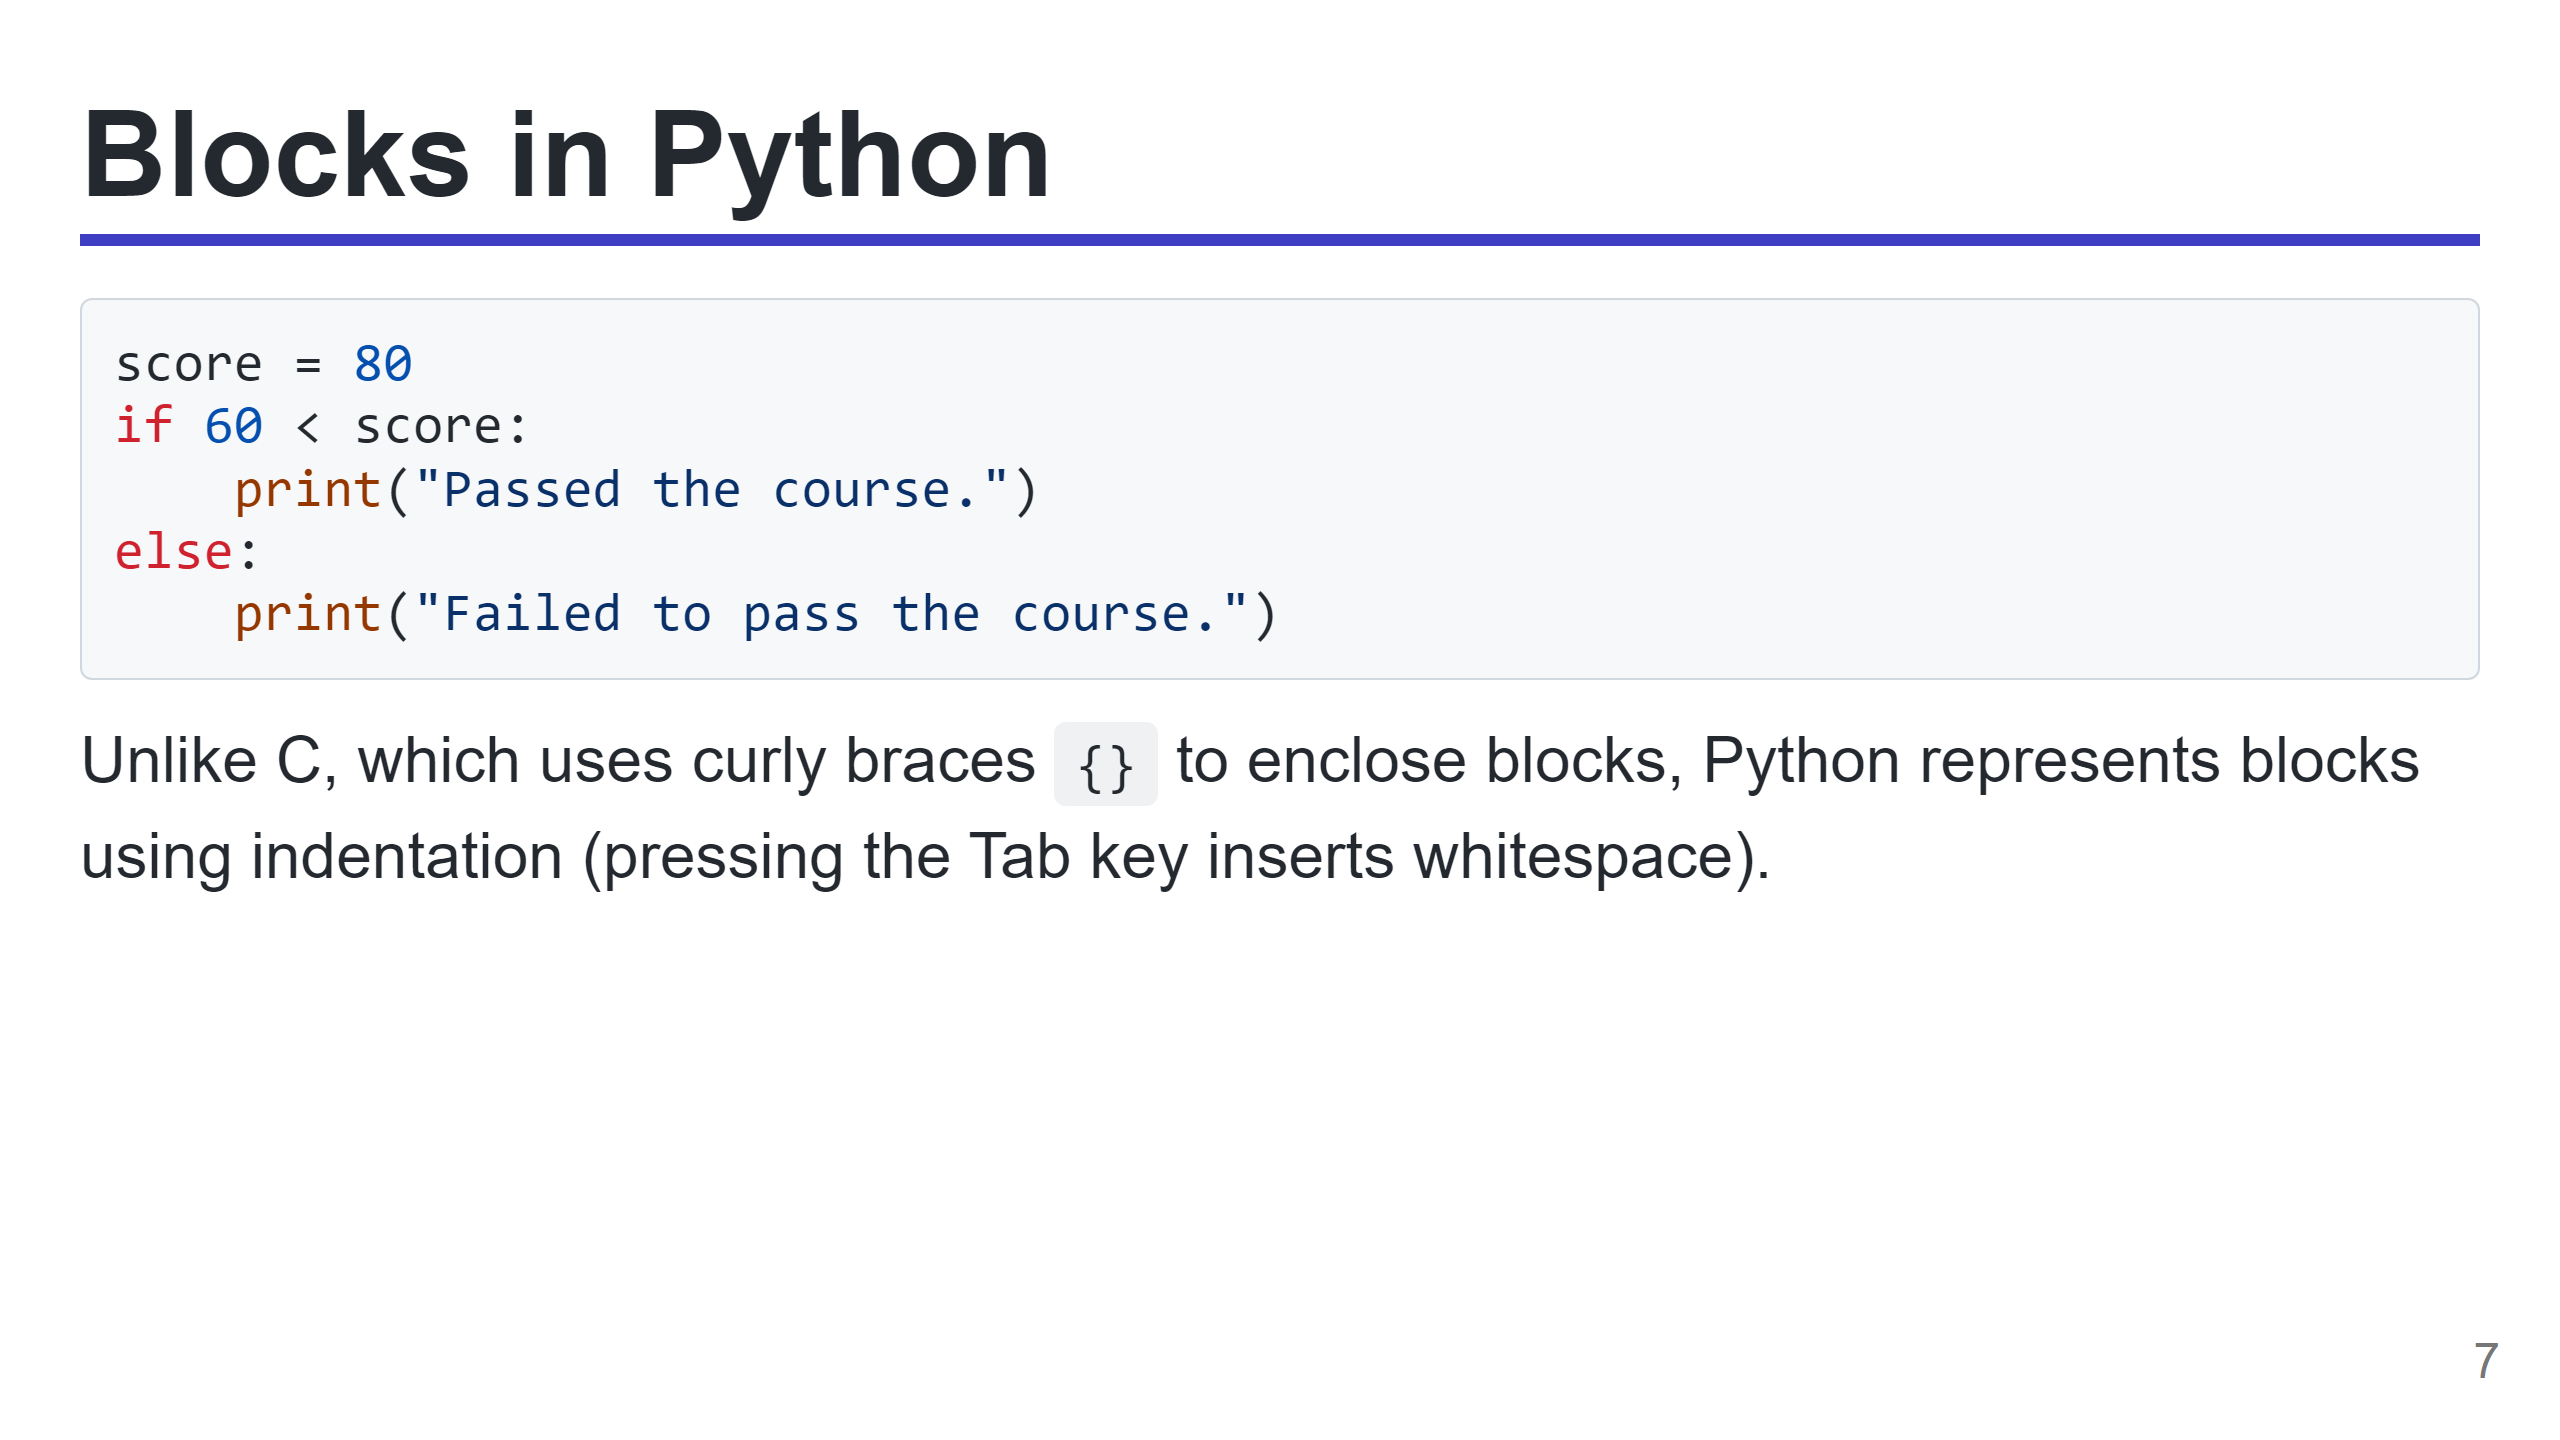 Blocks in Python
score = 80
if 60 < score:
    print("Passed the course.")
else:
    print("Failed to pass the course.")
Unlike C, which uses curly braces {} to enclose blocks, Python represents blocks
using indentation (pressing the Tab key inserts whitespace).
7